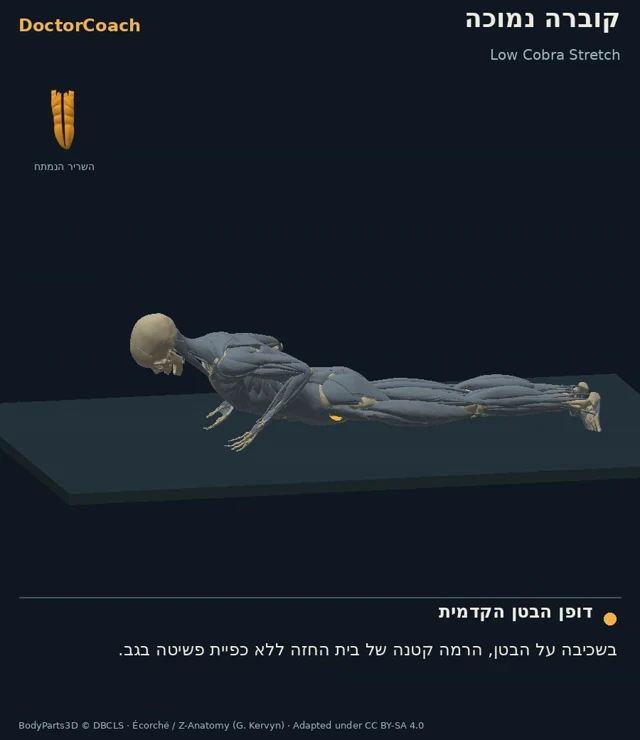 קוברה נמוכה
DoctorCoach
Low Cobra Stretch
השריר הנמתח
דופן הבטן הקדמית
בשכיבה על הבטן, הרמה קטנה של בית החזה ללא כפיית פשיטה בגב.
BodyParts3D © DBCLS · Écorché / Z-Anatomy (G. Kervyn) · Adapted under CC BY-SA 4.0